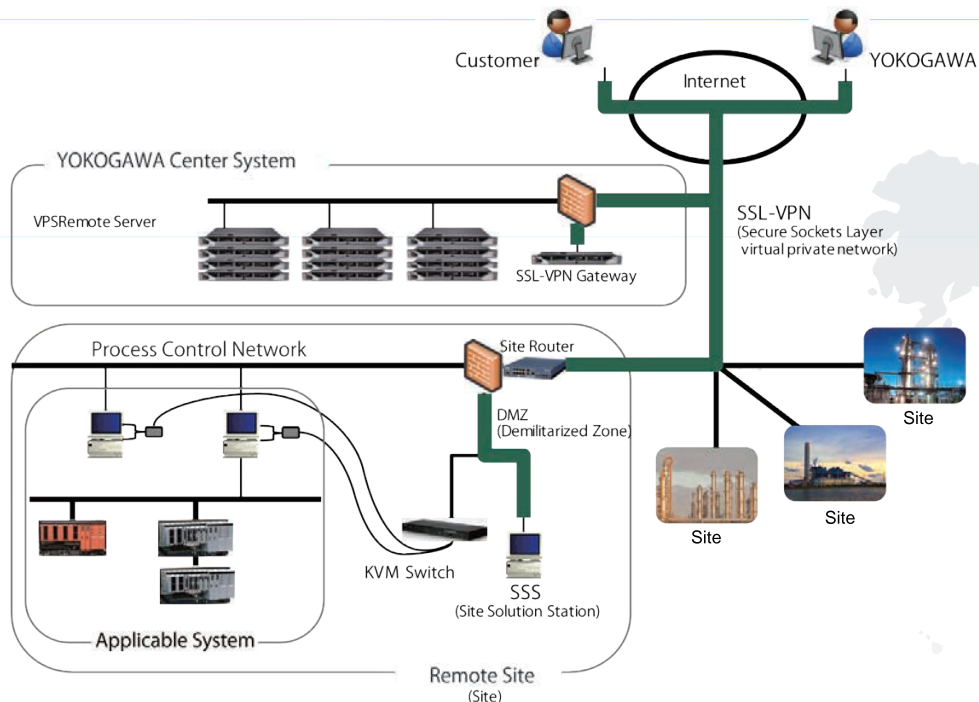 Customer
YOKOGAWA
Internet
YOKOGAWA Center System
VPSRemote Server
SSL-VPN Gateway
SSL-VPN
(Secure Sockets Layer
virtual private network)
Process Control Network
Site Router
DMZ
(Demilitarized Zone)
Site
Site
Site
KVM Switch
SSS
(Site Solution Station)
Applicable System
Remote Site
(Site)